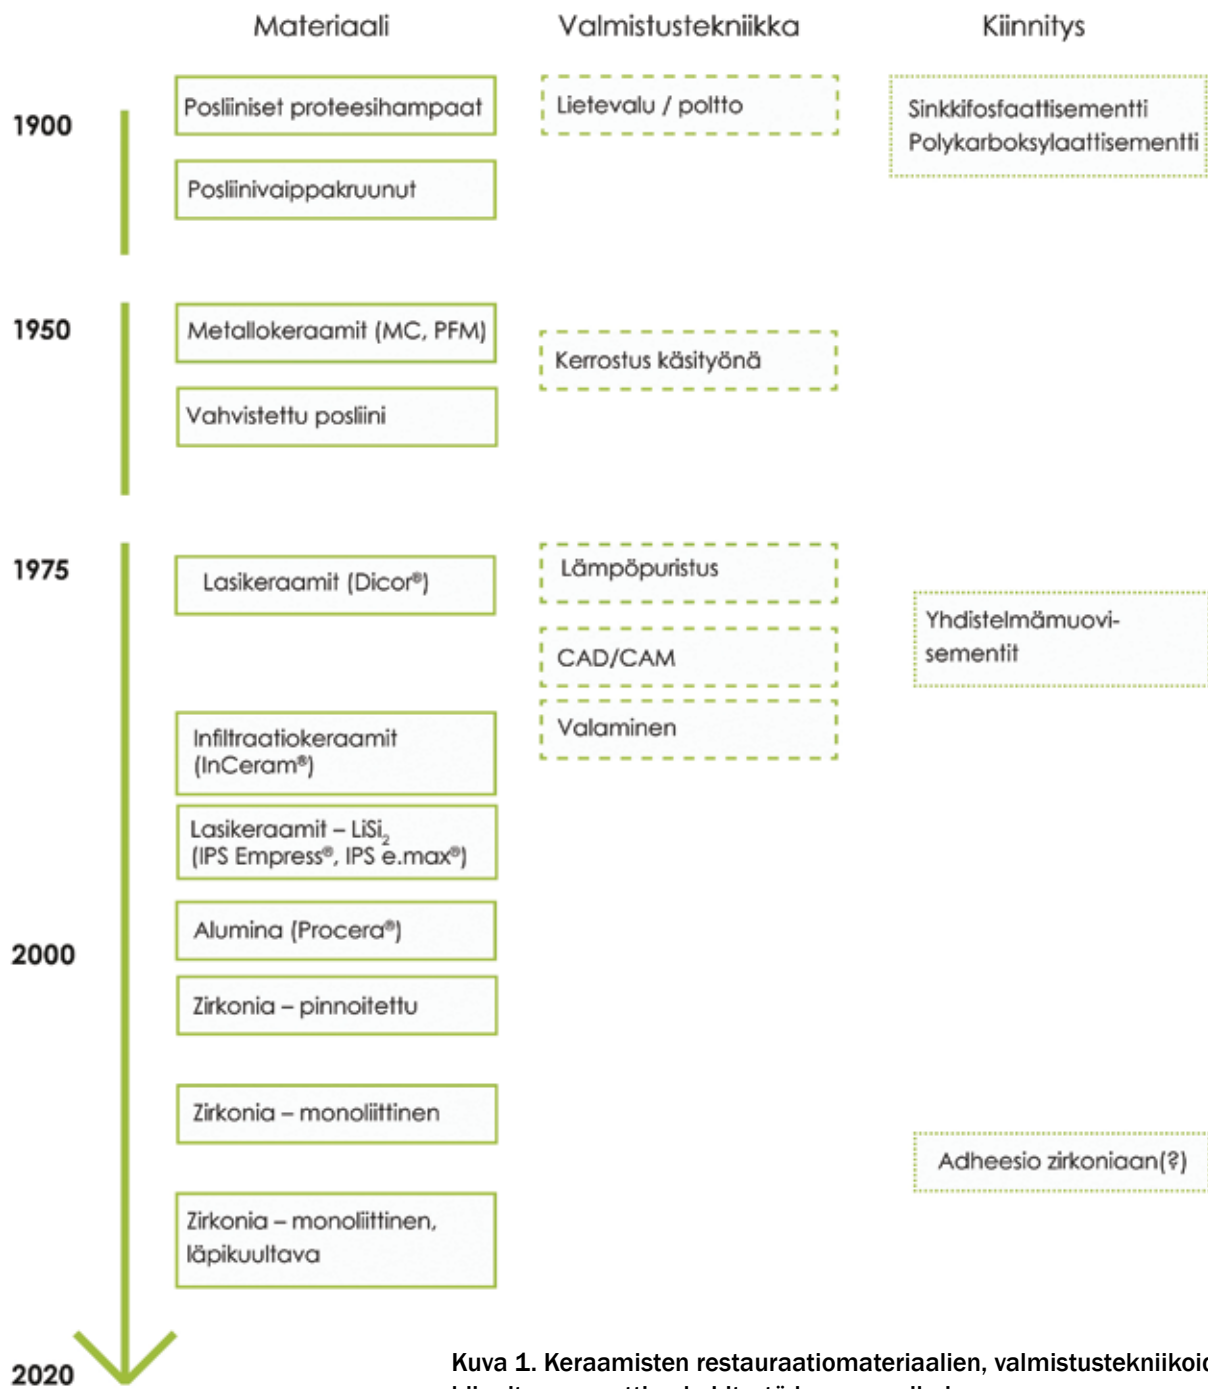 Materiaali Valmistustekniikka Kiinnitys
1900
Posliiniset proteesihampaat
Lietevalu / poltto
Sinkkifosfaattisementti
Polykarboksylaattisementti
Posliinivaippakruunut
1950
Metallokeraamit (MC, PFM)
Kerrostus käsityönä
Vahvistettu posliini
1975
Lasikeraamit (Dicor®)
Lämpöpuristus
Yhdistelmämuovi-
sementit
CAD/CAM
Valaminen
Infiltraatiokeraamit
(InCeram®)
Lasikeraamit – LiSi₂
(IPS Empress®, IPS e.max®)
Alumina (Procera®)
2000
Zirkonia – pinnoitettu
Zirkonia – monoliittinen
Adheesio zirkoniaan(?)
Zirkonia – monoliittinen,
läpikuultava
2020
Kuva 1. Keraamisten restauraatiomateriaalien,